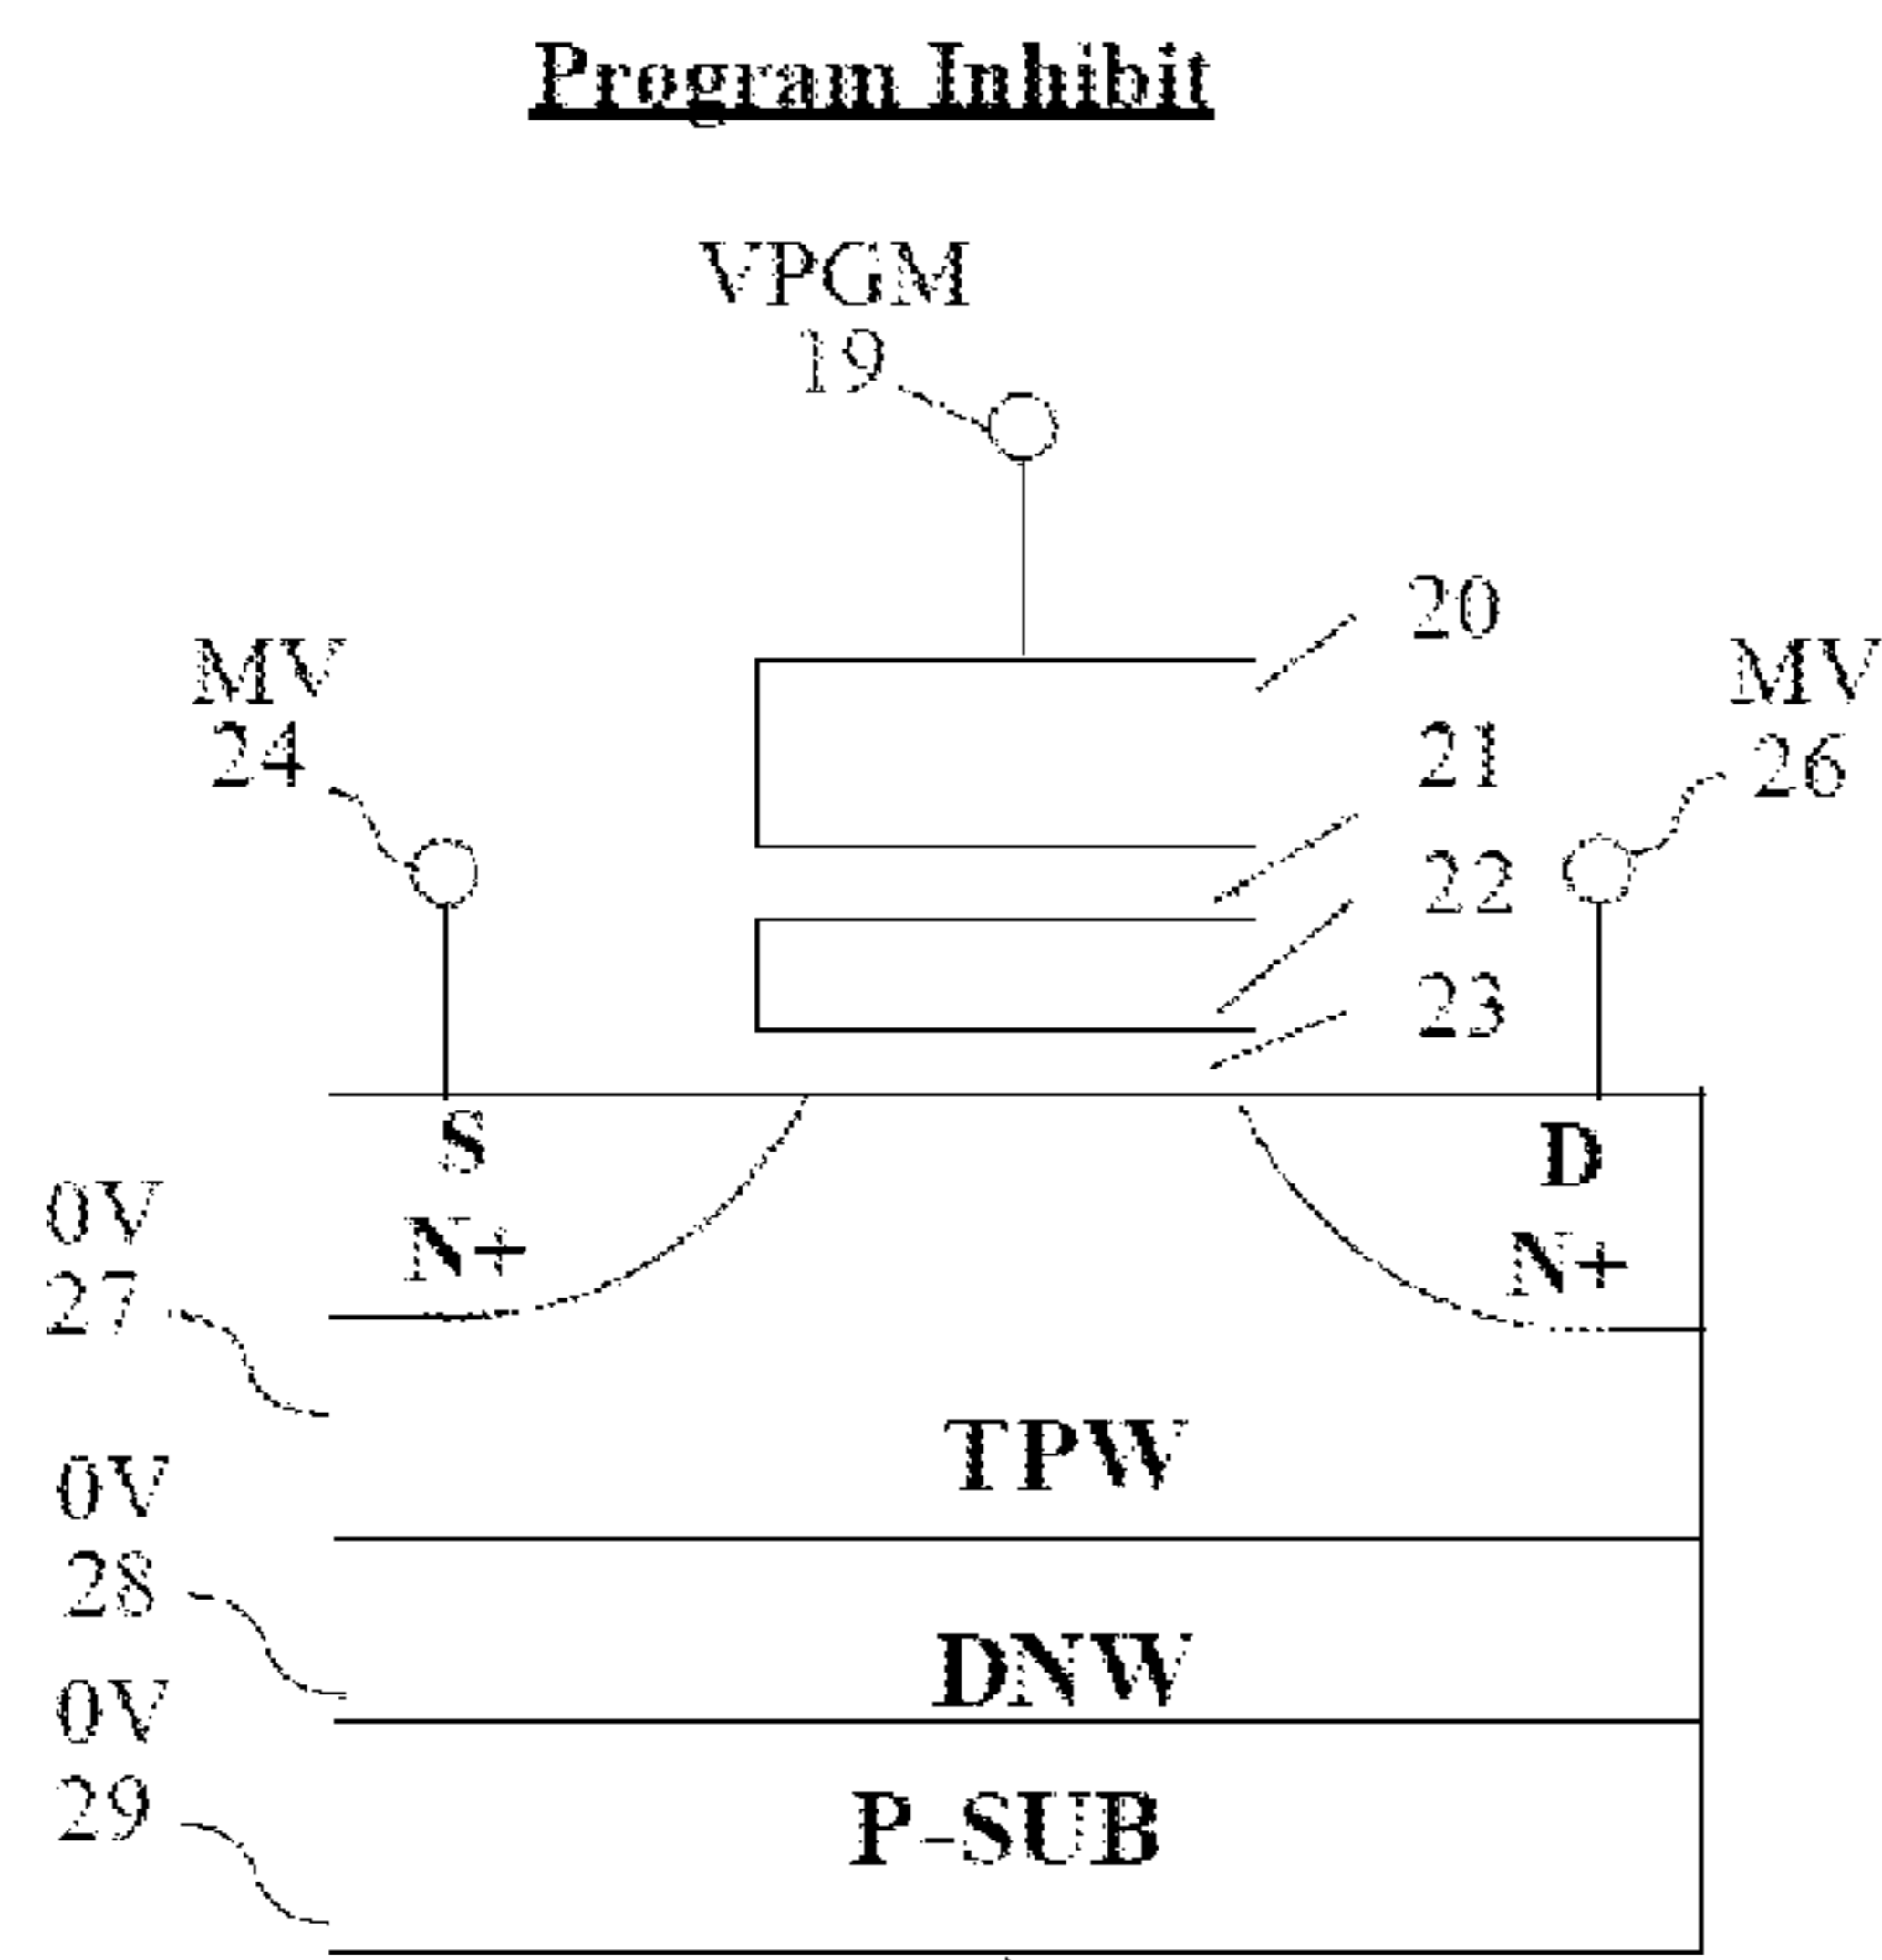 Program Inhibit
VPGM
19
20
MV
24
21
MV
26
22
23
S
N+
D
N+
0V
27
TPW
0V
28
DNW
0V
29
P-SUB